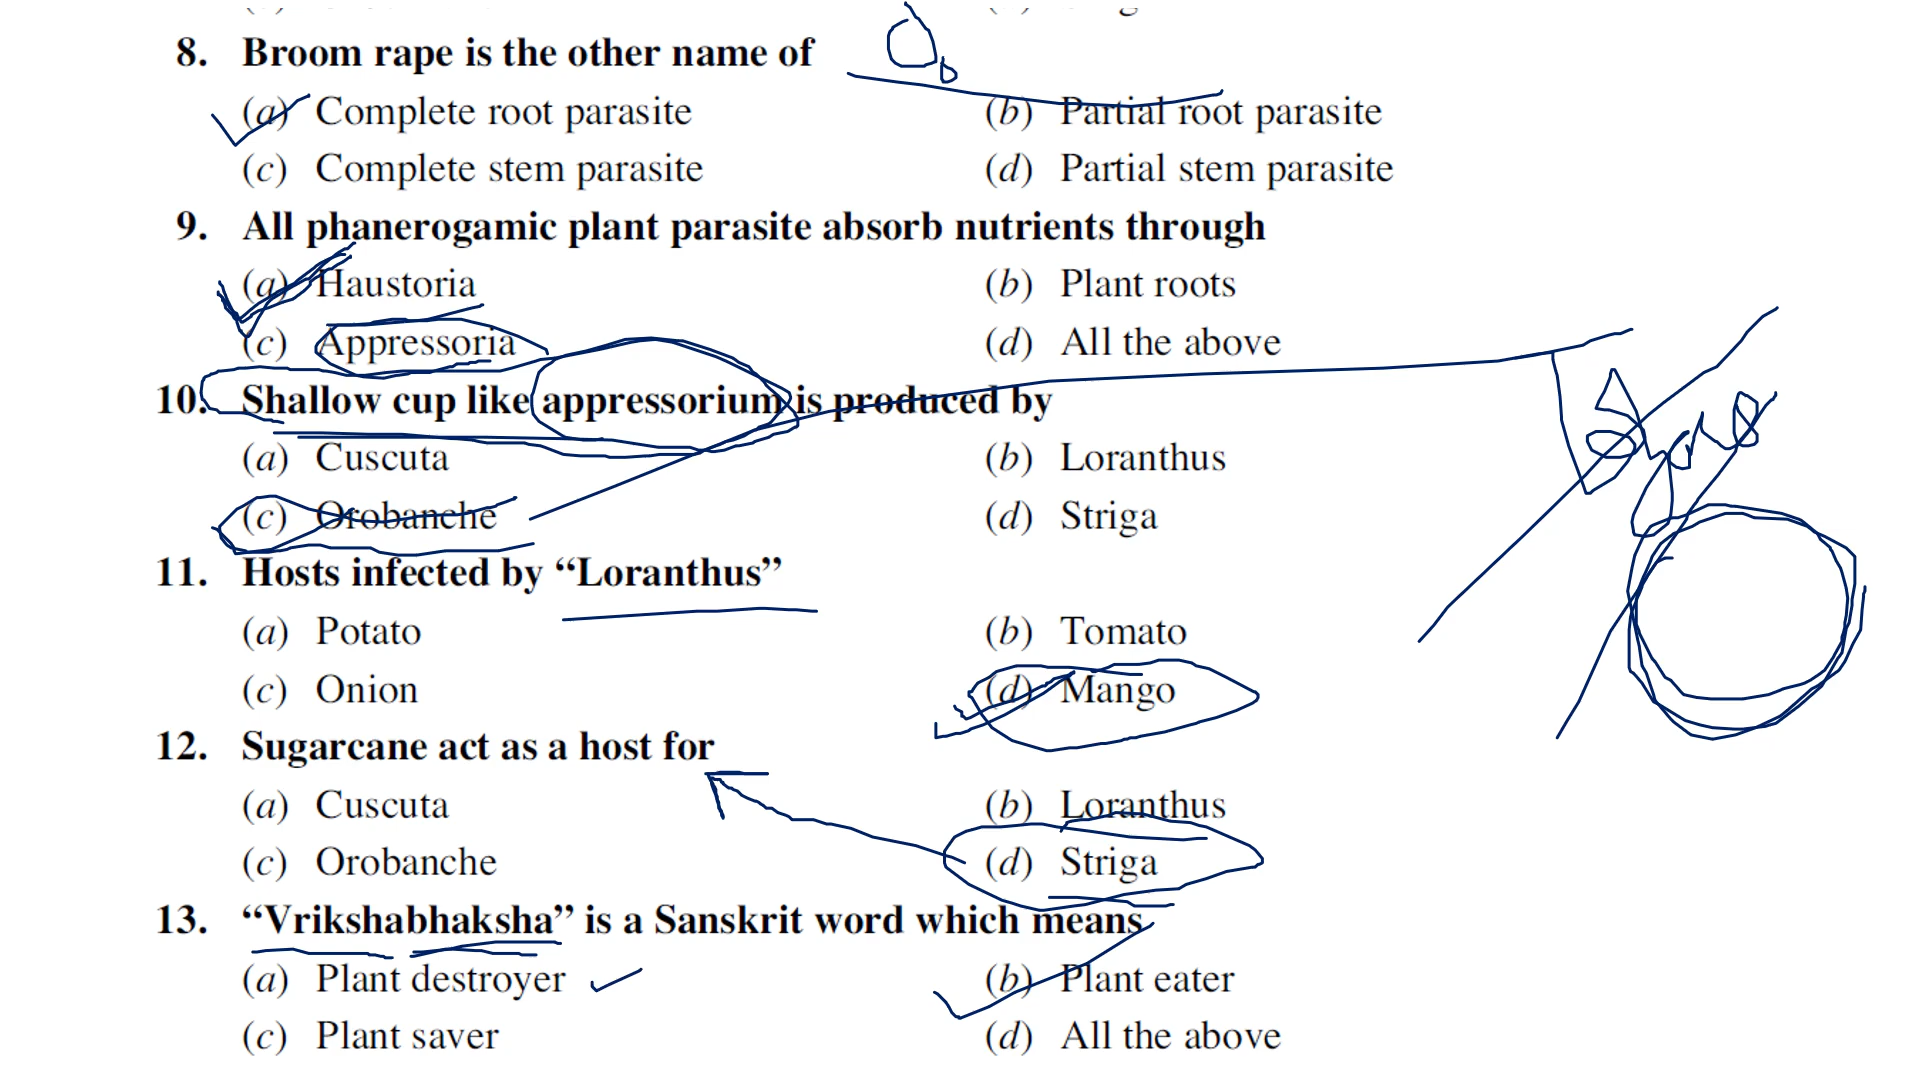 8. Broom rape is the other name of
(a) Complete root parasite (b) Partial root parasite
(c) Complete stem parasite (d) Partial stem parasite
9. All phanerogamic plant parasite absorb nutrients through
(a) Haustoria (b) Plant roots
(c) Appressoria (d) All the above
10. Shallow cup like appressorium is produced by
(a) Cuscuta (b) Loranthus
(c) Orobanche (d) Striga
11. Hosts infected by “Loranthus”
(a) Potato (b) Tomato
(c) Onion (d) Mango
12. Sugarcane act as a host for
(a) Cuscuta (b) Loranthus
(c) Orobanche (d) Striga
13. “Vrikshabhaksha” is a Sanskrit word which means
(a) Plant destroyer (b) Plant eater
(c) Plant saver (d) All the above